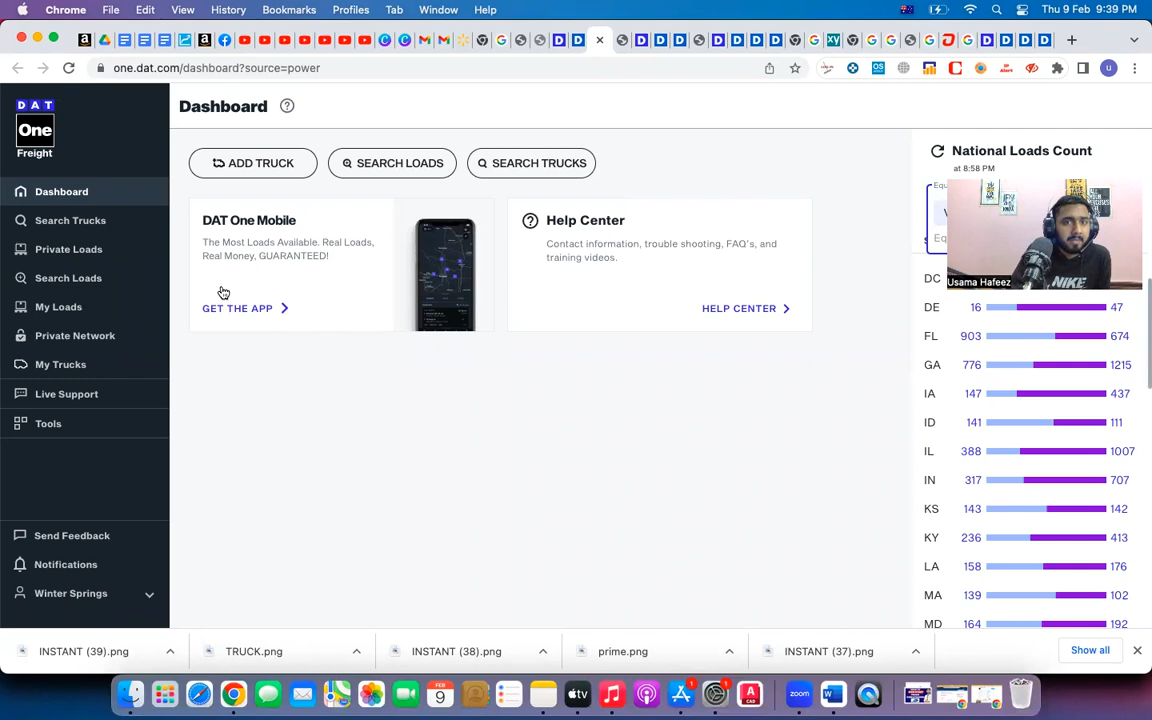 Chrome File Edit View History Bookmarks Profiles Tab Window Help Thu 9 Feb 9:39 PM
one.dat.com/dashboard?source=power
DAT
One
Freight
Dashboard
Search Trucks
Private Loads
Search Loads
My Loads
Private Network
My Trucks
Live Support
Tools
Send Feedback
Notifications
Winter Springs
Dashboard
ADD TRUCK
SEARCH LOADS
SEARCH TRUCKS
DAT One Mobile
The Most Loads Available. Real Loads,
Real Money, GUARANTEED!
GET THE APP
Help Center
Contact information, trouble shooting, FAQ's, and
training videos.
HELP CENTER
National Loads Count
at 8:58 PM
Usama Hafeez
DC
DE 16 47
FL 903 674
GA 776 1215
IA 147 437
ID 141 111
IL 388 1007
IN 317 707
KS 143 142
KY 236 413
LA 158 176
MA 139 102
MD 164 192
INSTANT (39).png
TRUCK.png
INSTANT (38).png
prime.png
INSTANT (37).png
Show all
FEB
9
tv
zoom